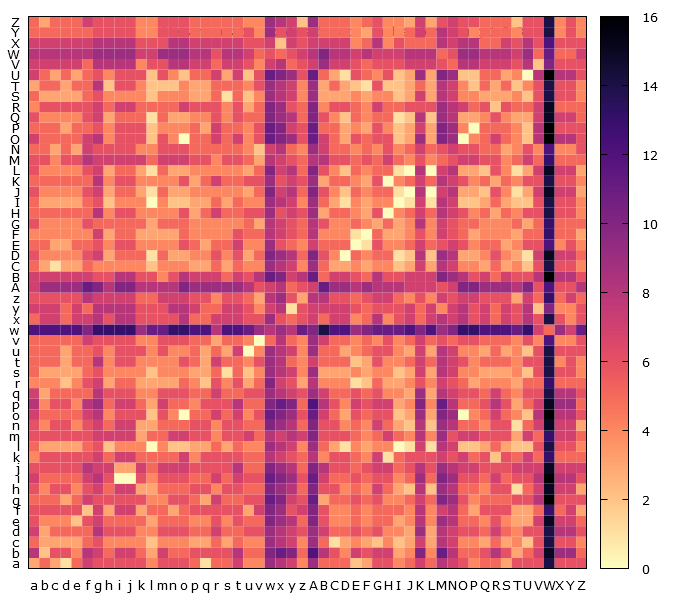 Z
Y
X
W
V
U
T
S
R
Q
P
O
N
M
L
K
J
I
H
G
F
E
D
C
B
A
z
y
x
w
v
u
t
s
r
q
p
o
n
m
l
k
j
i
h
g
f
e
d
c
b
a
a b c d e f g h i j k l m n o p q r s t u v w x y z A B C D E F G H I J K L M N O P Q R S T U V W X Y Z
16
14
12
10
8
6
4
2
0